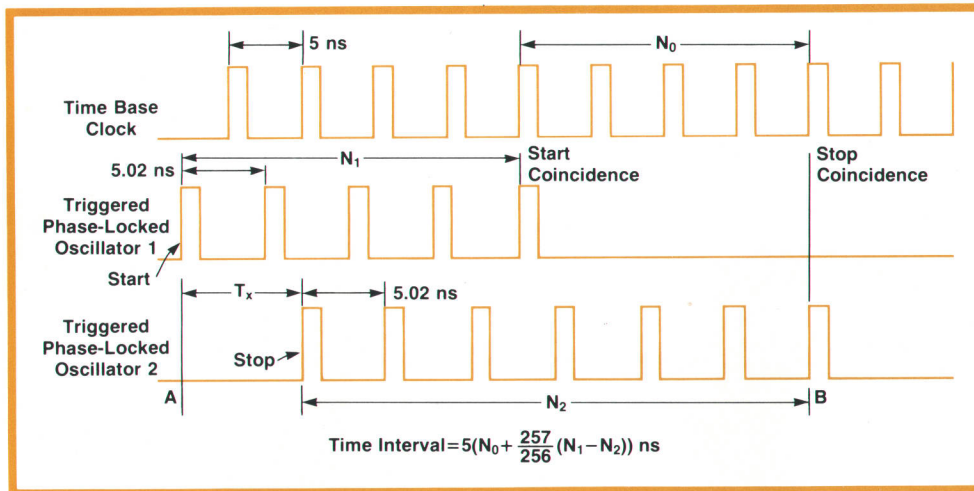 5 ns
N₀
Time Base
Clock
N₁
Start
Coincidence
Stop
Coincidence
5.02 ns
Triggered
Phase-Locked
Oscillator 1
Start
Tₓ
5.02 ns
Triggered
Phase-Locked
Oscillator 2
Stop
A
B
N₂
Time Interval=5(N₀+257/256(N₁−N₂)) ns